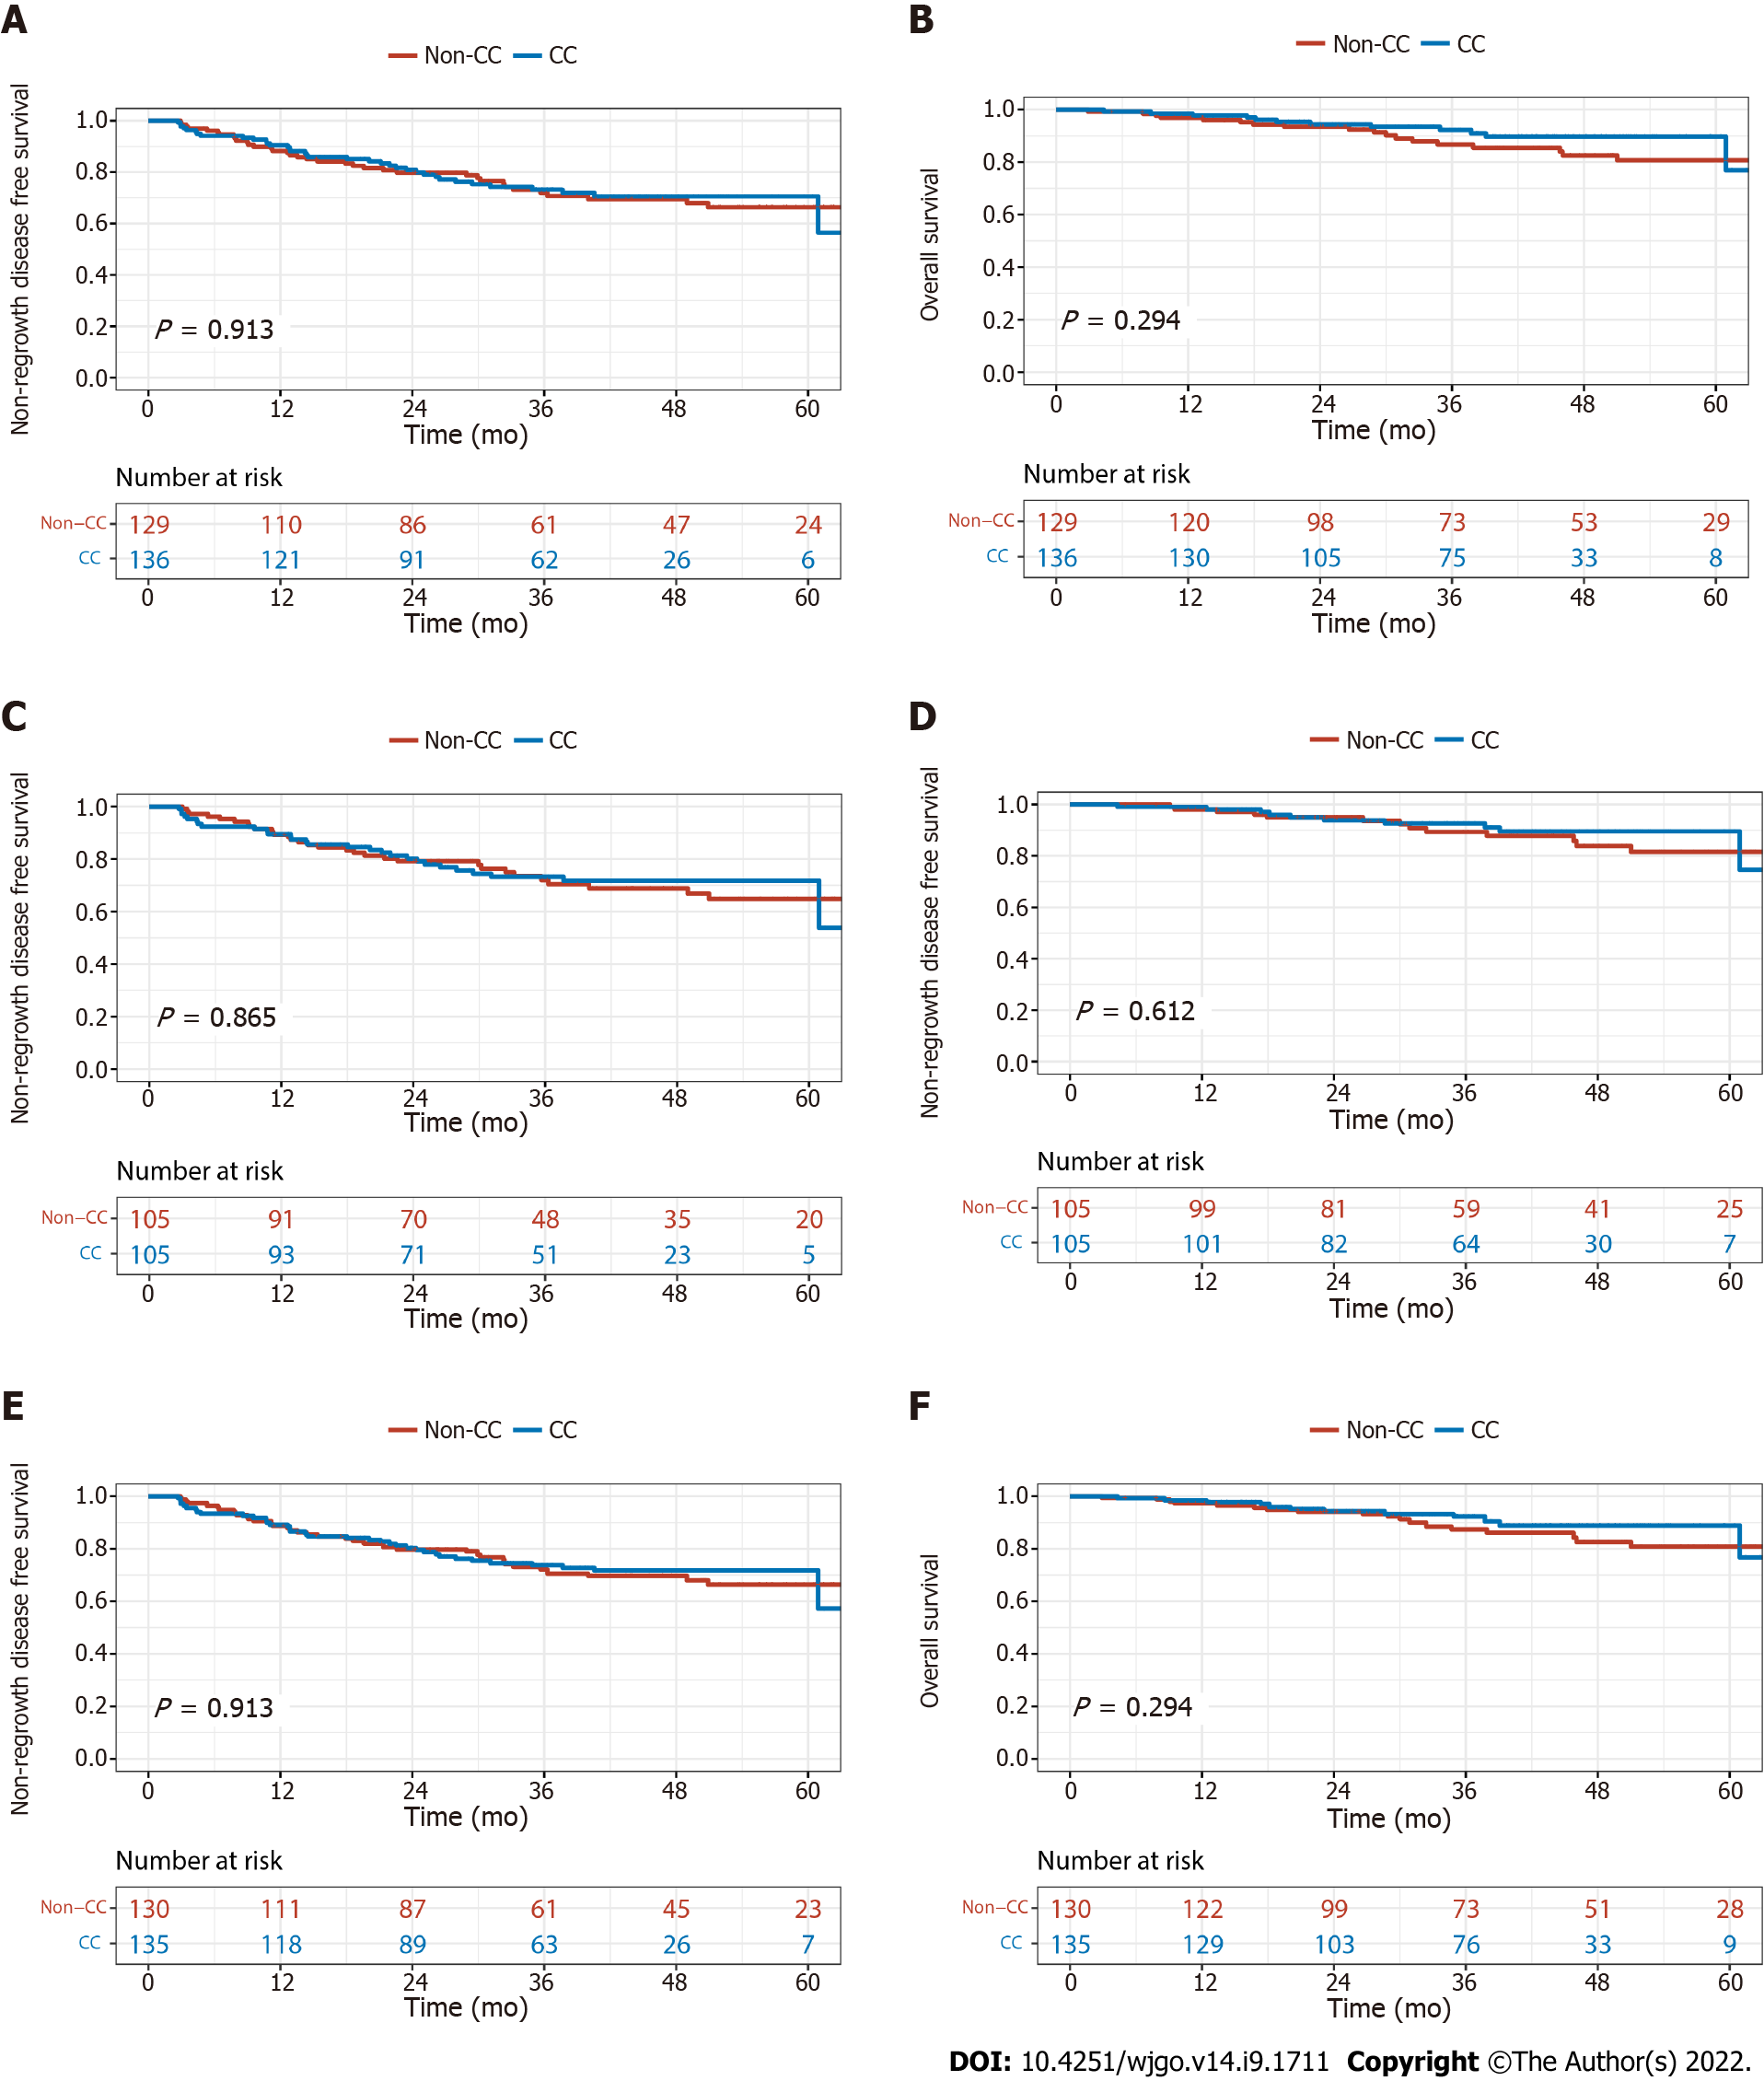 A
Non-CC CC
Non-regrowth disease free survival
1.0
0.8
0.6
0.4
0.2
0.0
P = 0.913
0 12 24 36 48 60
Time (mo)
Number at risk
Non−CC 129 110 86 61 47 24
CC 136 121 91 62 26 6
0 12 24 36 48 60
Time (mo)
B
Non-CC CC
Overall survival
1.0
0.8
0.6
0.4
0.2
0.0
P = 0.294
0 12 24 36 48 60
Time (mo)
Number at risk
Non−CC 129 120 98 73 53 29
CC 136 130 105 75 33 8
0 12 24 36 48 60
Time (mo)
C
Non-CC CC
Non-regrowth disease free survival
1.0
0.8
0.6
0.4
0.2
0.0
P = 0.865
0 12 24 36 48 60
Time (mo)
Number at risk
Non−CC 105 91 70 48 35 20
CC 105 93 71 51 23 5
0 12 24 36 48 60
Time (mo)
D
Non-CC CC
Non-regrowth disease free survival
1.0
0.8
0.6
0.4
0.2
0.0
P = 0.612
0 12 24 36 48 60
Time (mo)
Number at risk
Non−CC 105 99 81 59 41 25
CC 105 101 82 64 30 7
0 12 24 36 48 60
Time (mo)
E
Non-CC CC
Non-regrowth disease free survival
1.0
0.8
0.6
0.4
0.2
0.0
P = 0.913
0 12 24 36 48 60
Time (mo)
Number at risk
Non−CC 130 111 87 61 45 23
CC 135 118 89 63 26 7
0 12 24 36 48 60
Time (mo)
F
Non-CC CC
Overall survival
1.0
0.8
0.6
0.4
0.2
0.0
P = 0.294
0 12 24 36 48 60
Time (mo)
Number at risk
Non−CC 130 122 99 73 51 28
CC 135 129 103 76 33 9
0 12 24 36 48 60
Time (mo)
DOI: 10.4251/wjgo.v14.i9.1711 Copyright ©The Author(s) 2022.